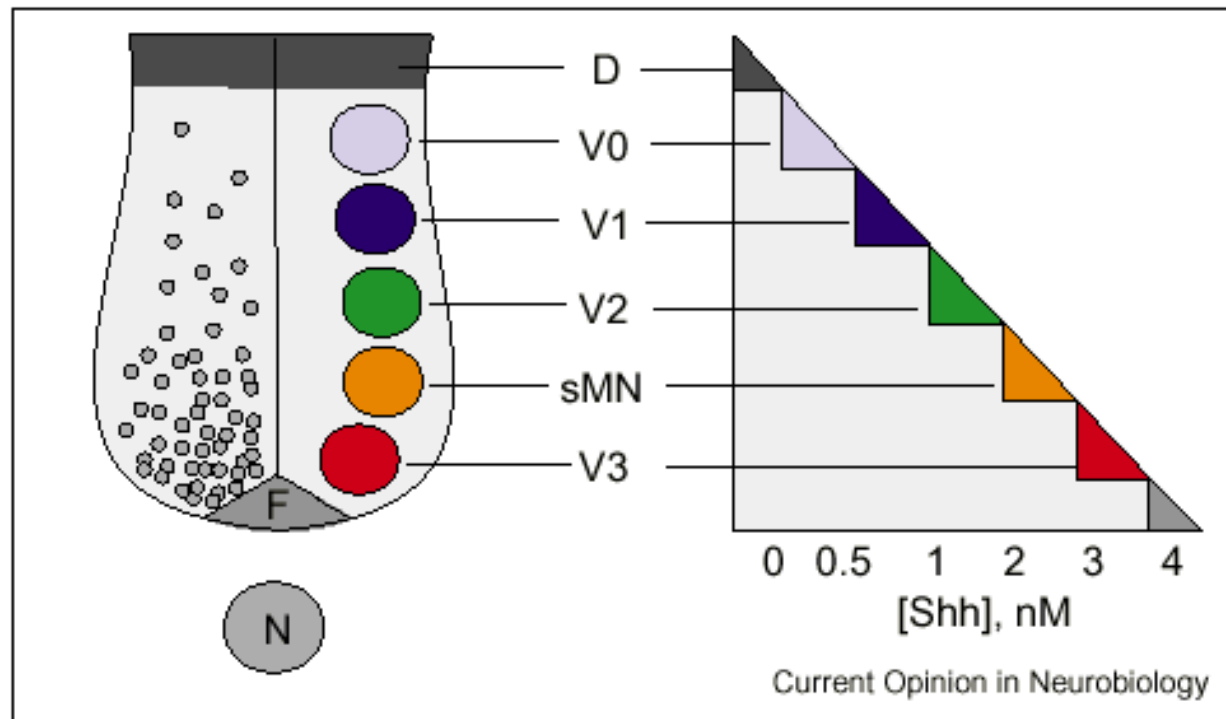 D
V0
V1
V2
sMN
V3
F
N
0 0.5 1 2 3 4
[Shh], nM
Current Opinion in Neurobiology